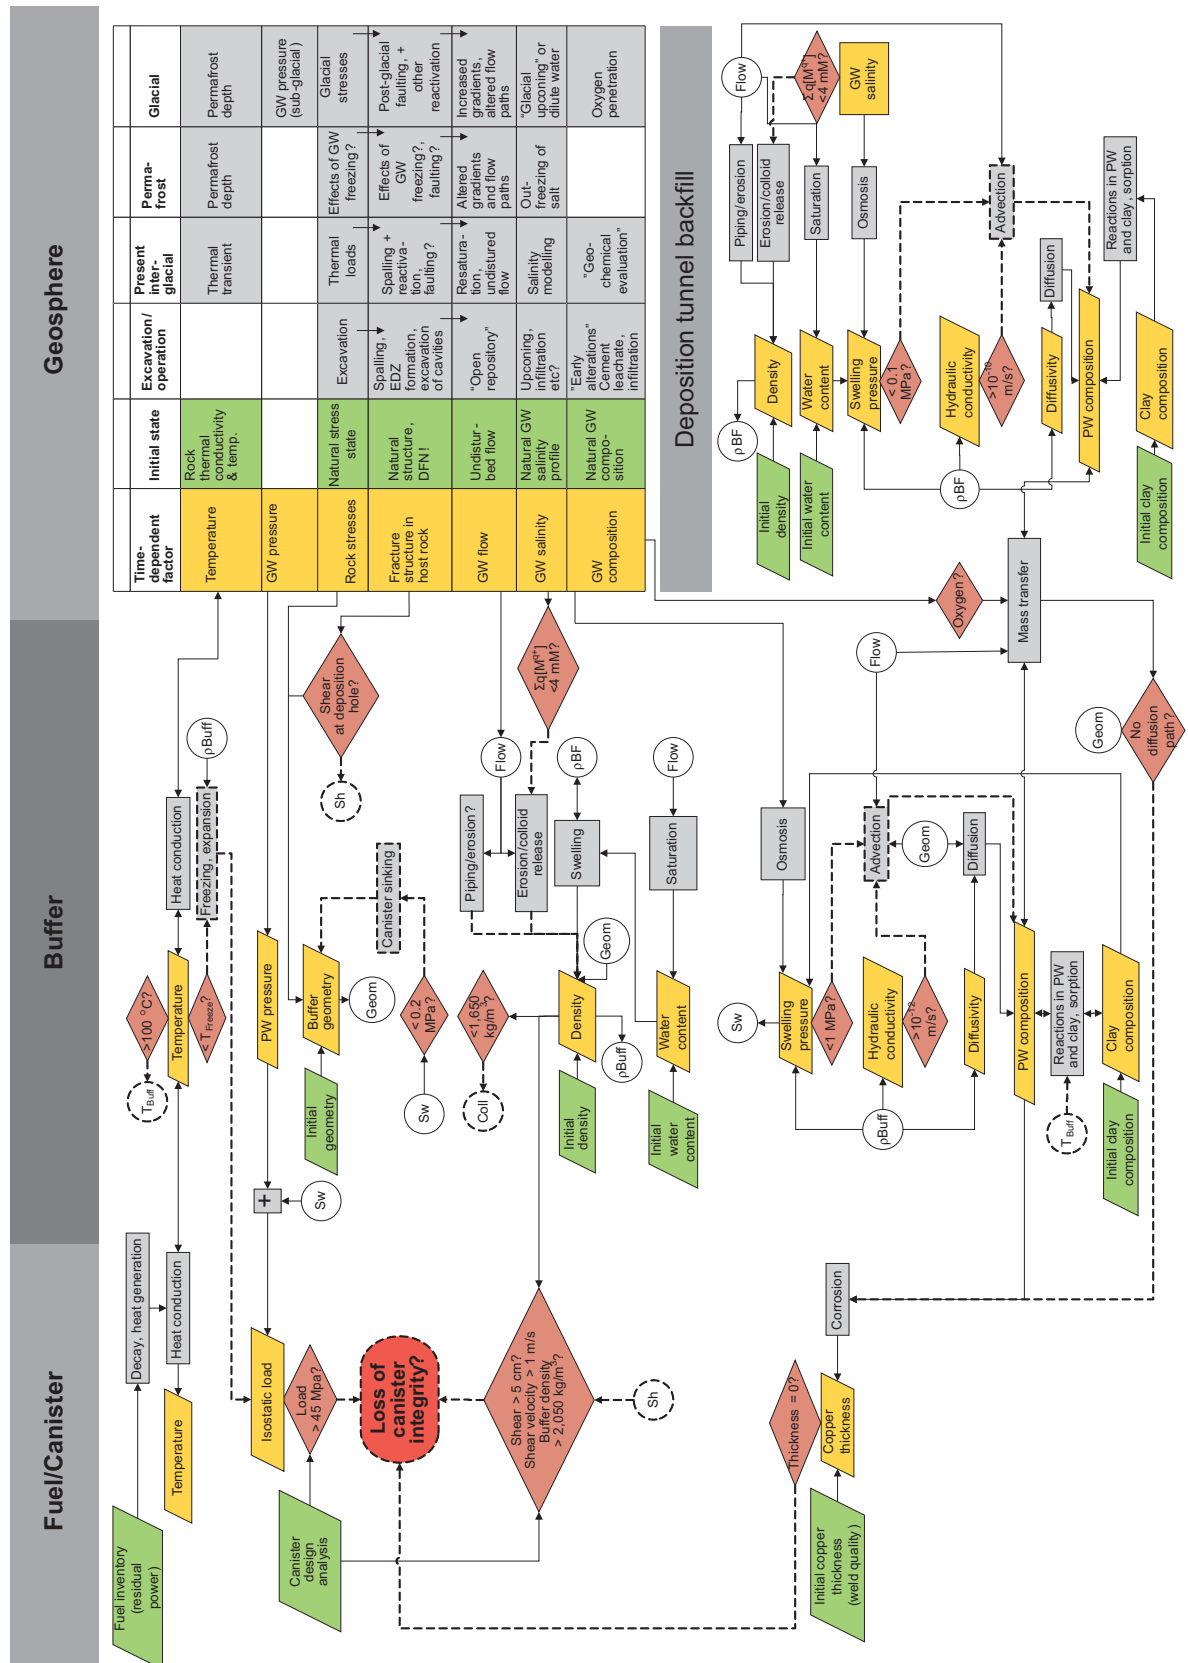 Fuel/Canister
Buffer
Geosphere
Fuel inventory
(residual
power)
Decay, heat generation
Heat conduction
Temperature
>100 °C?
T Buff
Temperature
< T Freeze?
Heat conduction
Freezing, expansion
ρBuff
Isostatic load
Load
> 45 Mpa?
+
Sw
PW pressure
Canister
design
analysis
Loss of
canister
integrity?
Initial
geometry
Buffer
geometry
Geom
Canister sinking
< 0.2
MPa?
Sw
Shear
at deposition
hole?
Sh
Shear > 5 cm?
Shear velocity > 1 m/s
Buffer density
> 2,050 kg/m³?
Sh
<1,650
kg/m³?
Coll
Piping/erosion?
Erosion/colloid
release
Flow
Σq[Mq+]
<4 mM?
Initial
density
Density
ρBuff
Geom
Swelling
ρBF
Initial
water
content
Water
content
Saturation
Flow
Osmosis
Sw
Swelling
pressure
<1 MPa?
Hydraulic
conductivity
>10-12
m/s?
ρBuff
Diffusivity
Advection
Flow
Geom
Diffusion
PW composition
Reactions in PW
and clay, sorption
T Buff
Initial clay
composition
Clay
composition
Thickness = 0?
Initial copper
thickness
(weld quality)
Copper
thickness
Corrosion
Oxygen?
Mass transfer
Geom
No
diffusion
path?
Time-
dependent
factor
Initial state
Excavation/
operation
Present
inter-
glacial
Perma-
frost
Glacial
Temperature
Rock
thermal
conductivity
& temp.
Thermal
transient
Permafrost
depth
Permafrost
depth
GW pressure
GW pressure
(sub-glacial)
Rock stresses
Natural stress
state
Excavation
Thermal
loads
Effects of GW
freezing?
Glacial
stresses
Fracture
structure in
host rock
Natural
structure,
DFN!
Spalling,
EDZ
formation,
excavation
of cavities
Spalling +
reactiva-
tion,
faulting?
Effects of
GW
freezing?,
faulting?
Post-glacial
faulting, +
other
reactivation
GW flow
Undistur-
bed flow
"Open
repository"
Resatura-
tion,
undistured
flow
Altered
gradients
and flow
paths
Increased
gradients,
altered flow
paths
GW salinity
Natural GW
salinity
profile
Upconing,
infiltration
etc?
Salinity
modelling
Out-
freezing of
salt
"Glacial
upconing" or
dilute water
GW
composition
Natural GW
compo-
sition
"Early
alterations"
Cement
leachate,
infiltration
"Geo-
chemical
evaluation"
Oxygen
penetration
Deposition tunnel backfill
ρBF
Initial
density
Density
Piping/erosion
Erosion/colloid
release
Flow
Σq[Mq+]
<4 mM?
GW
salinity
Initial water
content
Water
content
Saturation
Osmosis
Swelling
pressure
< 0.1
MPa?
Hydraulic
conductivity
>10-10
m/s?
ρBF
Advection
Diffusivity
Diffusion
PW composition
Reactions in PW
and clay, sorption
Initial clay
composition
Clay
composition